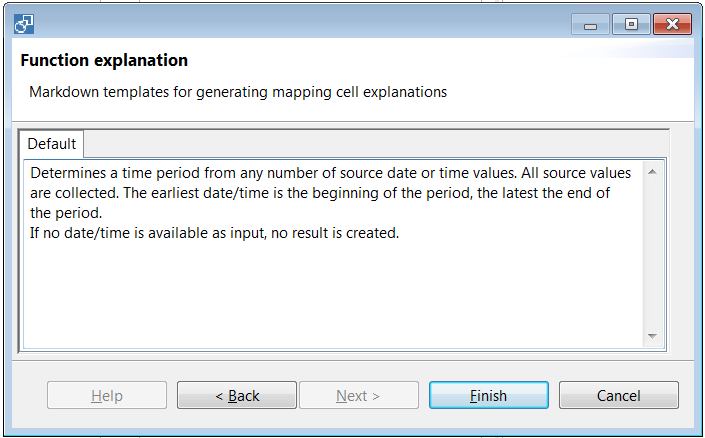 Function explanation
Markdown templates for generating mapping cell explanations
Default
Determines a time period from any number of source date or time values. All source values
are collected. The earliest date/time is the beginning of the period, the latest the end of
the period.
If no date/time is available as input, no result is created.
Help
< Back
Next >
Finish
Cancel